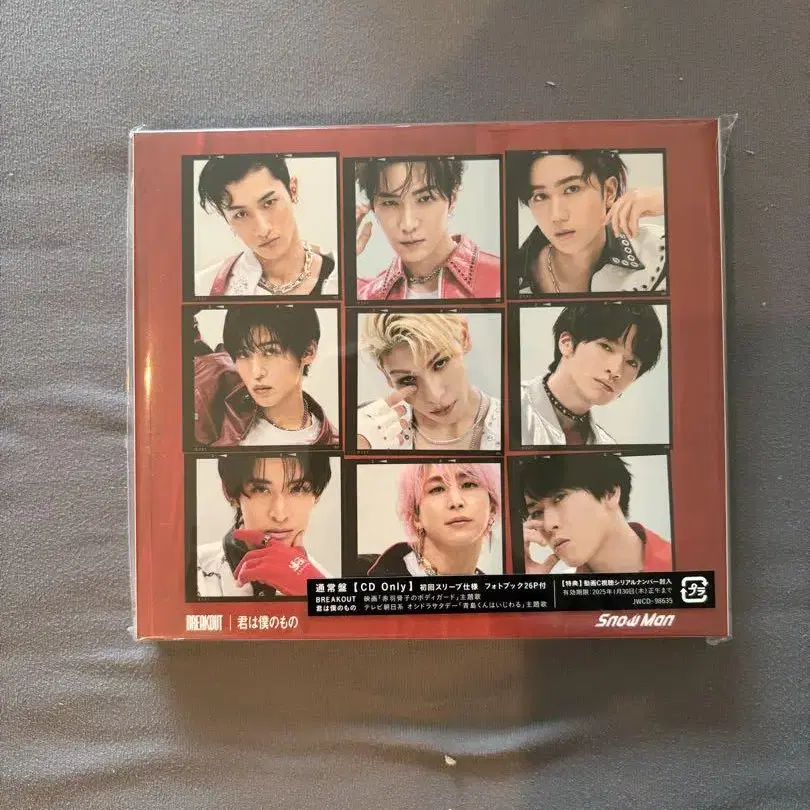 通常盤【CD Only】初回スリーブ仕様 フォトブック26P付
BREAKOUT 映画「赤羽骨子のボディガード」主題歌
君は僕のもの テレビ朝日系 オシドラサタデー「青島くんはいじわる」主題歌
【特典】動画C視聴シリアルナンバー封入
有効期限:2025年1月30日(木)正午まで
JWCD-98635
プラ
BREAKOUT | 君は僕のもの
Snow Man